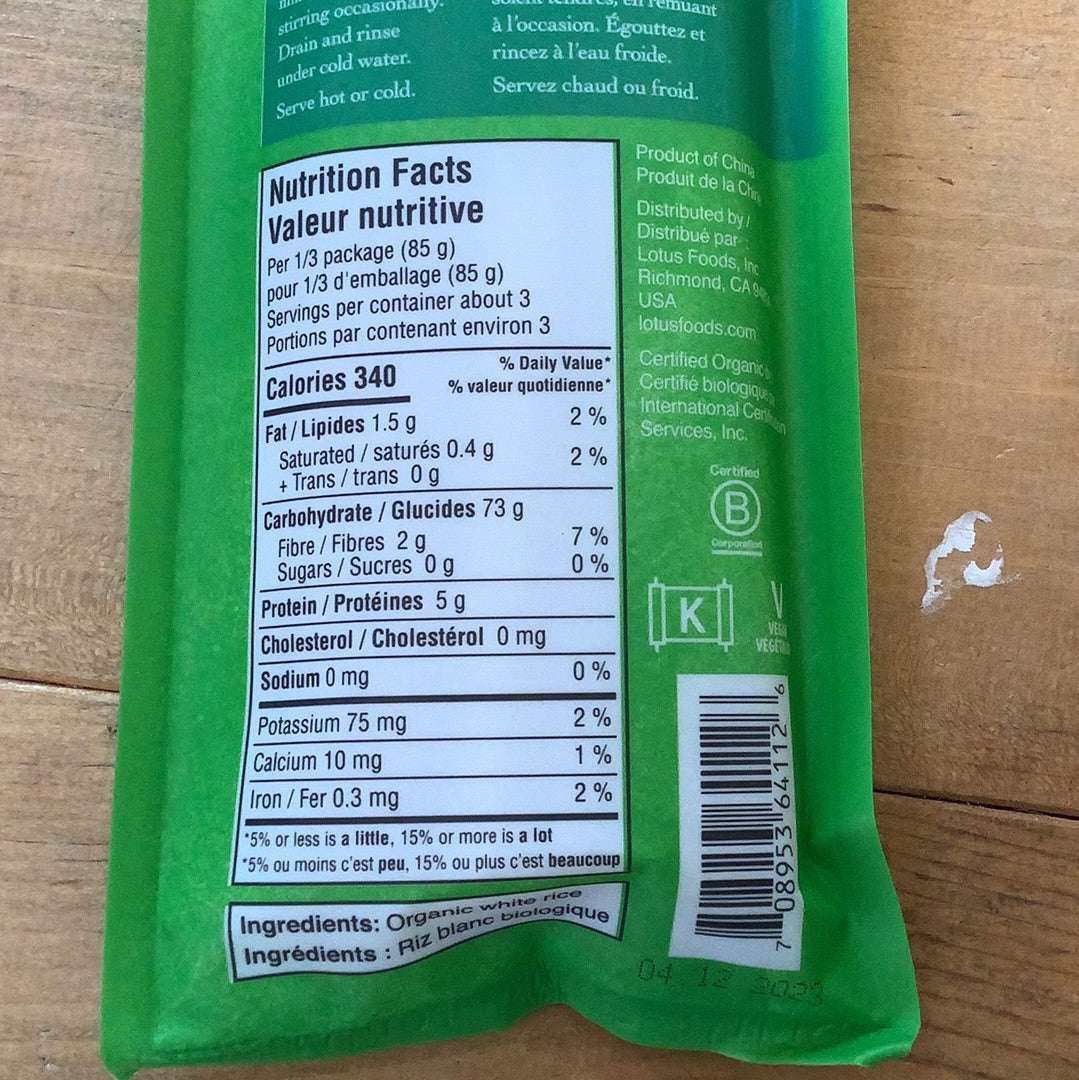 stirring occasionally.
Drain and rinse
under cold water.
Serve hot or cold.
en remuant
à l'occasion. Égouttez et
rincez à l'eau froide.
Servez chaud ou froid.
Nutrition Facts
Valeur nutritive
Per 1/3 package (85 g)
pour 1/3 d'emballage (85 g)
Servings per container about 3
Portions par contenant environ 3
% Daily Value*
Calories 340 % valeur quotidienne*
Fat / Lipides 1.5 g 2 %
Saturated / saturés 0.4 g
+ Trans / trans 0 g 2 %
Carbohydrate / Glucides 73 g
Fibre / Fibres 2 g 7 %
Sugars / Sucres 0 g 0 %
Protein / Protéines 5 g
Cholesterol / Cholestérol 0 mg
Sodium 0 mg 0 %
Potassium 75 mg 2 %
Calcium 10 mg 1 %
Iron / Fer 0.3 mg 2 %
*5% or less is a little, 15% or more is a lot
*5% ou moins c'est peu, 15% ou plus c'est beaucoup
Ingredients: Organic white rice
Ingrédients : Riz blanc biologique
Product of China
Produit de la
Distributed by /
Distribué par :
Lotus Foods, Inc
Richmond, CA
USA
lotusfoods.com
Certified Organic
Certifié biologique
International
Services, Inc.
Certified
B
Corporation
K
V
7 08953 64112 6
04 12 2023